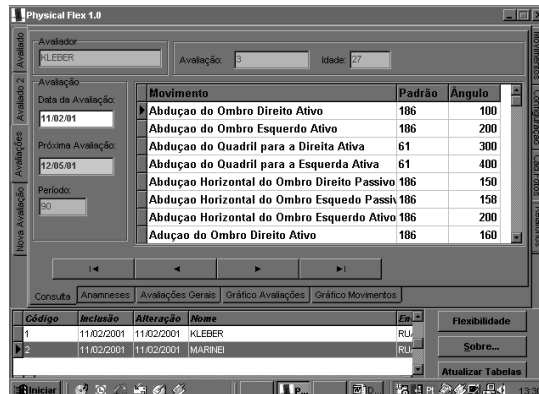 Physical Flex 1.0
Avaliado
Avaliado 2
Avaliações
Nova Avaliação
Avaliador
KLEBER
Avaliação: 3 Idade: 27
Avaliação
Data da Avaliação:
11/02/01
Próxima Avaliação:
12/05/01
Período:
90
Movimento Padrão Ângulo
Abduçao do Ombro Direito Ativo 186 100
Abduçao do Ombro Esquerdo Ativo 186 200
Abduçao do Quadril para a Direita Ativa 61 300
Abduçao do Quadril para a Esquerda Ativa 61 400
Abduçao Horizontal do Ombro Direito Passivo 186 150
Abduçao Horizontal do Ombro Esquedo Passiv 186 158
Abduçao Horizontal do Ombro Esquerdo Ativo 186 200
Aduçao do Ombro Direito Ativo 186 160
Consulta Anamneses Avaliações Gerais Gráfico Avaliações Gráfico Movimentos
Código Inclusão Alteração Nome
1 11/02/2001 11/02/2001 KLEBER RU
2 11/02/2001 11/02/2001 MARINEI RU
Flexibilidade
Sobre...
Atualizar Tabelas
Iniciar P... D... Pt 13:30